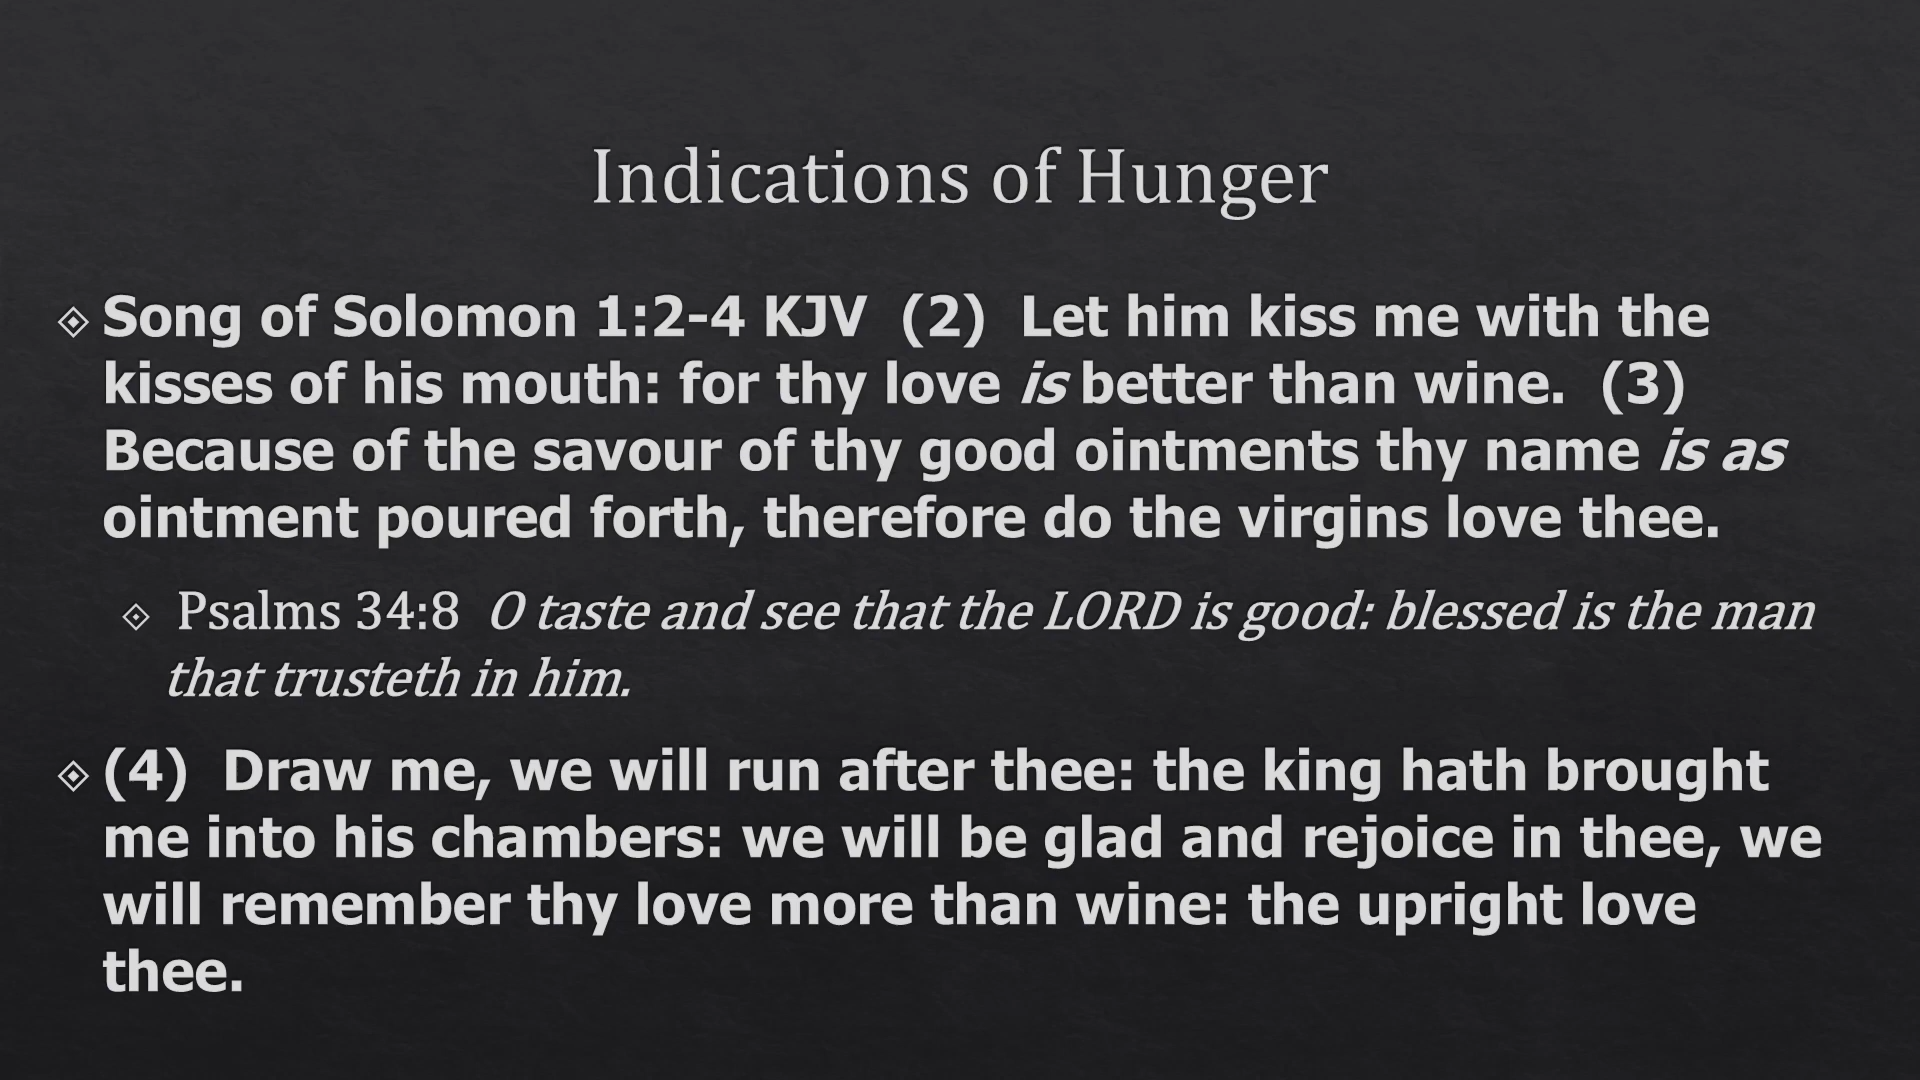 Indications of Hunger
Song of Solomon 1:2-4 KJV (2) Let him kiss me with the
kisses of his mouth: for thy love is better than wine. (3)
Because of the savour of thy good ointments thy name is as
ointment poured forth, therefore do the virgins love thee.
Psalms 34:8 O taste and see that the LORD is good: blessed is the man
that trusteth in him.
(4) Draw me, we will run after thee: the king hath brought
me into his chambers: we will be glad and rejoice in thee, we
will remember thy love more than wine: the upright love
thee.